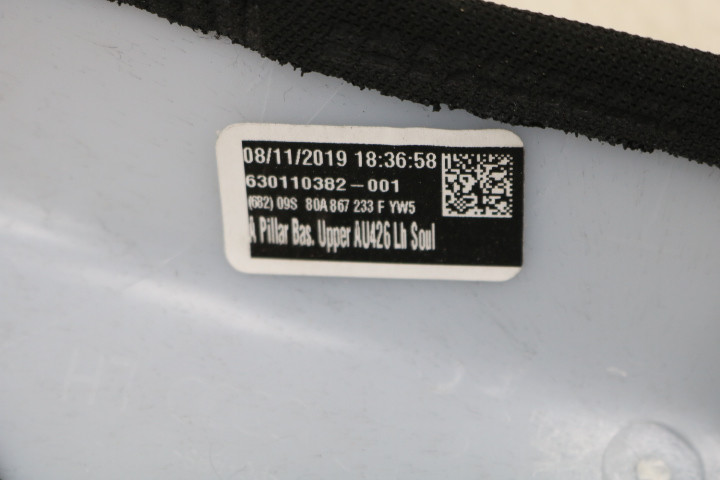 08/11/2019 18:36:58
630110382-001
(682) 09S 80A 867 233 F YW5
A Pillar Bas. Upper AU426 Lh Soul